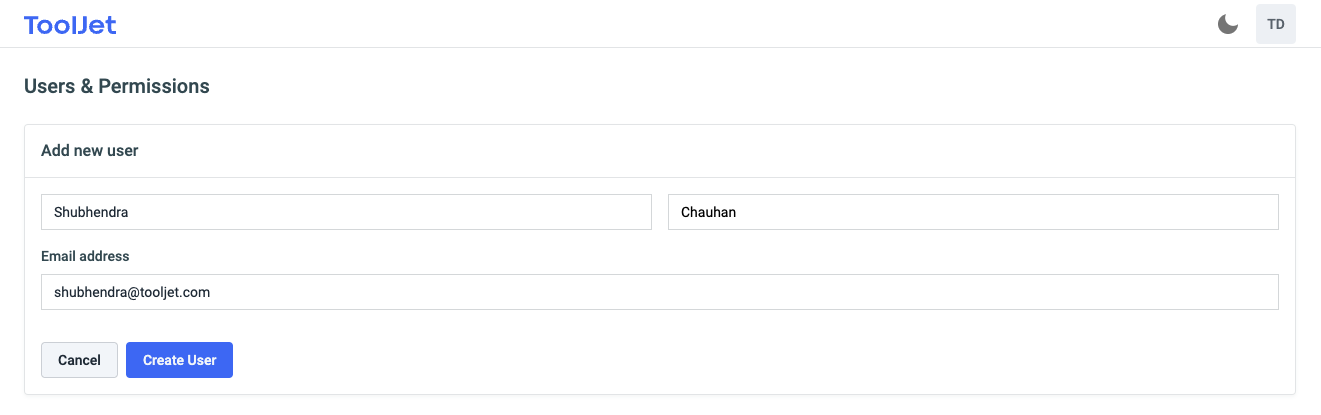 ToolJet
TD
Users & Permissions
Add new user
Shubhendra
Chauhan
Email address
shubhendra@tooljet.com
Cancel
Create User